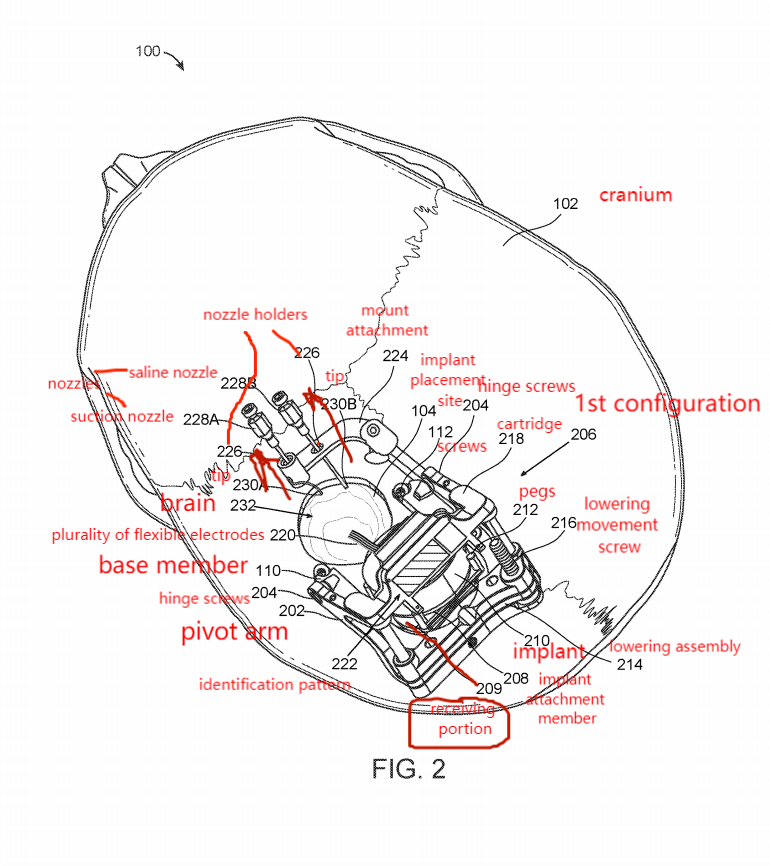 100
102
cranium
nozzle holders
mount
attachment
226
224
implant
placement
site
hinge screws
saline nozzle
nozzles
228B
tip
230B
104
204
1st configuration
suction nozzle
228A
112
cartridge
218
206
226
screws
tip
230A
pegs
brain
232
212
lowering
movement
screw
216
plurality of flexible electrodes
220
base member
110
hinge screws
204
202
pivot arm
210
implant
lowering assembly
222
214
208
209
identification pattern
implant
attachment
member
receiving
portion
FIG. 2